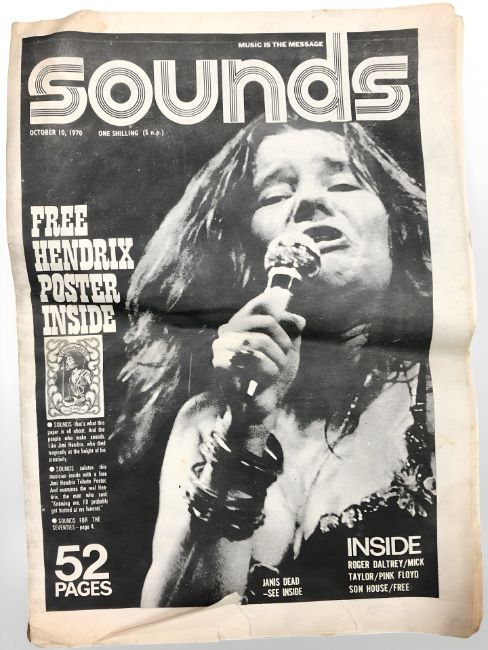 MUSIC IS THE MESSAGE
sounds
OCTOBER 10, 1970 ONE SHILLING (5 n.p.)
FREE
HENDRIX
POSTER
INSIDE
● SOUNDS—that's what this
paper is all about. And the
people who make sounds.
Like Jimi Hendrix, who died
tragically at the height of his
creativity.
● SOUNDS salutes this
musician inside with a free
Jimi Hendrix Tribute Poster.
And examines the real Hen-
drix, the man who said
"Knowing me, I'll probably
get busted at my funeral."
● SOUNDS FOR THE
SEVENTIES—page 4.
52
PAGES
JANIS DEAD
—SEE INSIDE
INSIDE
ROGER DALTREY/MICK
TAYLOR/PINK FLOYD
SON HOUSE/FREE